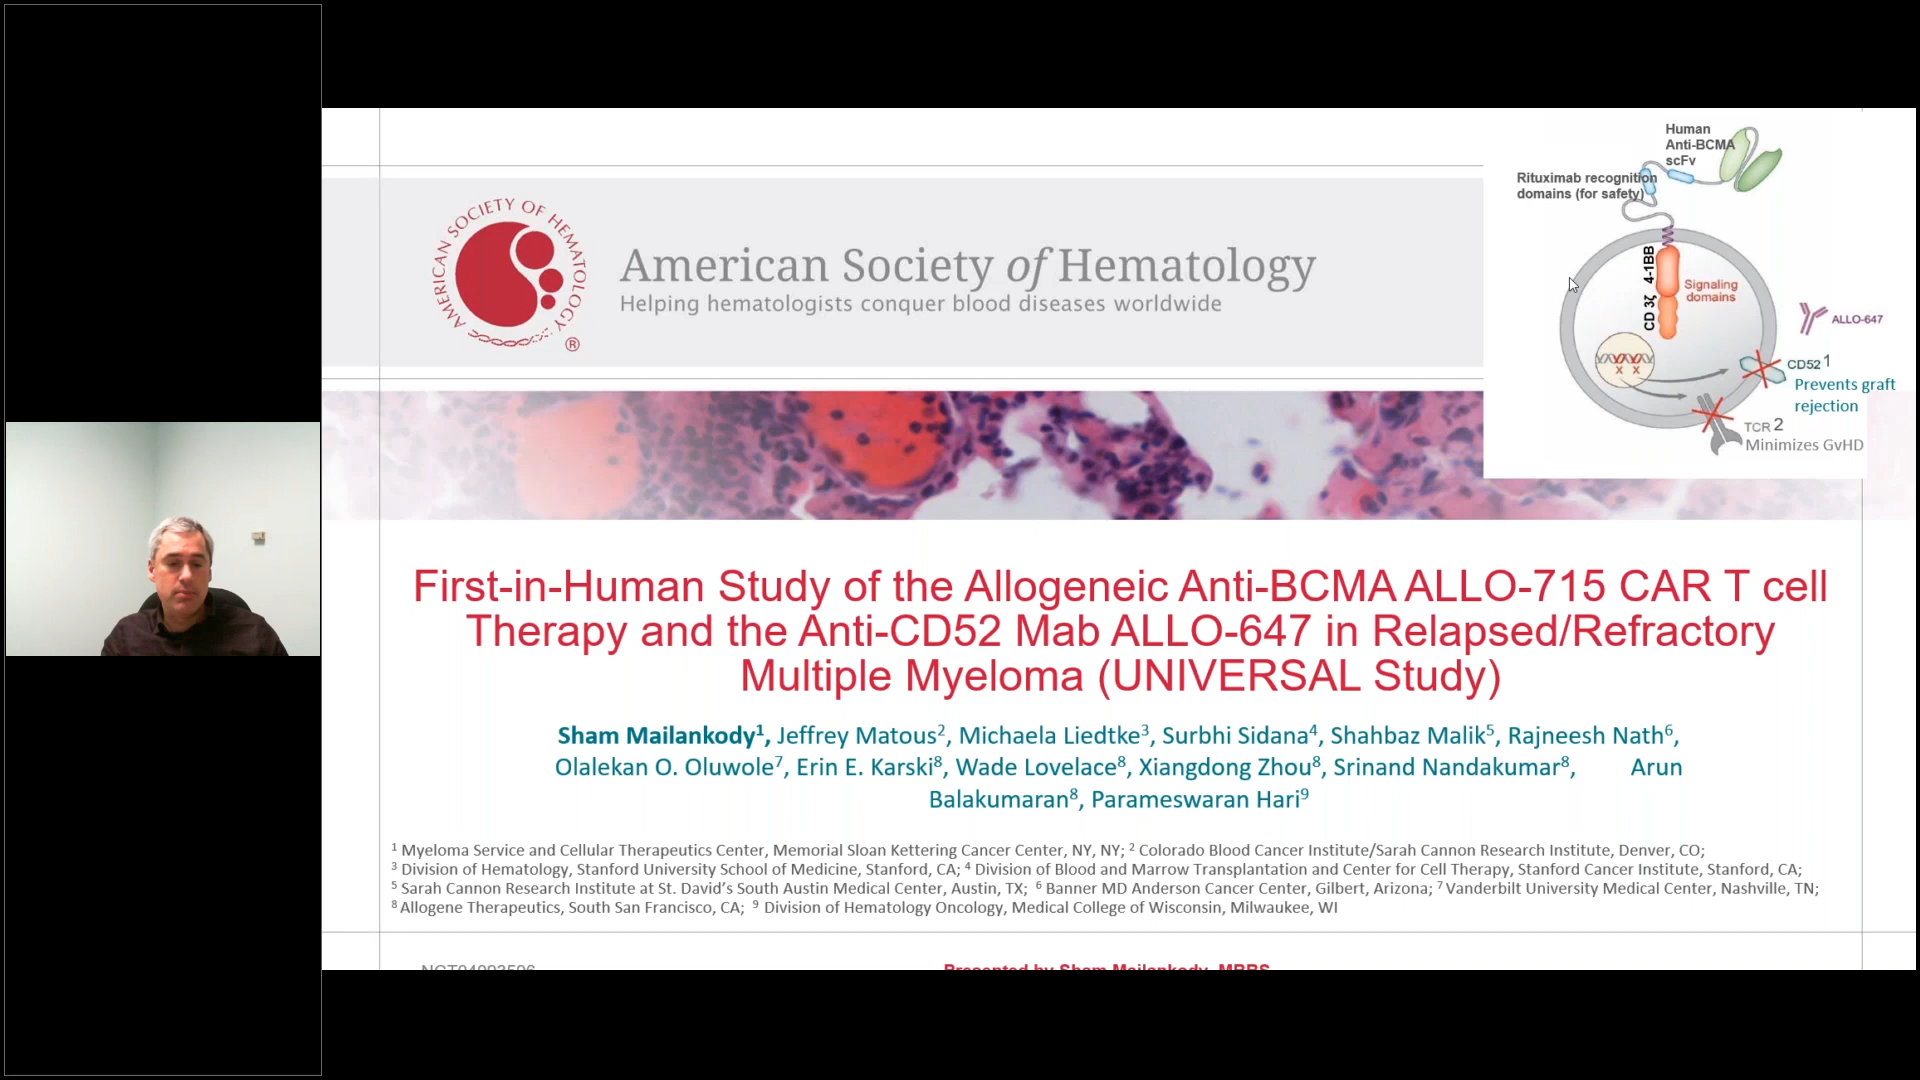 AMERICAN SOCIETY OF HEMATOLOGY
®
American Society of Hematology
Helping hematologists conquer blood diseases worldwide
Human
Anti-BCMA
scFv
Rituximab recognition
domains (for safety)
4-1BB
CD 3ζ
Signaling
domains
X X
ALLO-647
CD52 1
Prevents graft
rejection
TCR 2
Minimizes GvHD
First-in-Human Study of the Allogeneic Anti-BCMA ALLO-715 CAR T cell
Therapy and the Anti-CD52 Mab ALLO-647 in Relapsed/Refractory
Multiple Myeloma (UNIVERSAL Study)
Sham Mailankody¹, Jeffrey Matous², Michaela Liedtke³, Surbhi Sidana⁴, Shahbaz Malik⁵, Rajneesh Nath⁶,
Olalekan O. Oluwole⁷, Erin E. Karski⁸, Wade Lovelace⁸, Xiangdong Zhou⁸, Srinand Nandakumar⁸, Arun
Balakumaran⁸, Parameswaran Hari⁹
¹ Myeloma Service and Cellular Therapeutics Center, Memorial Sloan Kettering Cancer Center, NY, NY; ² Colorado Blood Cancer Institute/Sarah Cannon Research Institute, Denver, CO;
³ Division of Hematology, Stanford University School of Medicine, Stanford, CA; ⁴ Division of Blood and Marrow Transplantation and Center for Cell Therapy, Stanford Cancer Institute, Stanford, CA;
⁵ Sarah Cannon Research Institute at St. David's South Austin Medical Center, Austin, TX; ⁶ Banner MD Anderson Cancer Center, Gilbert, Arizona; ⁷ Vanderbilt University Medical Center, Nashville, TN;
⁸ Allogene Therapeutics, South San Francisco, CA; ⁹ Division of Hematology Oncology, Medical College of Wisconsin, Milwaukee, WI
Presented by Sham Mailankody, MBBS